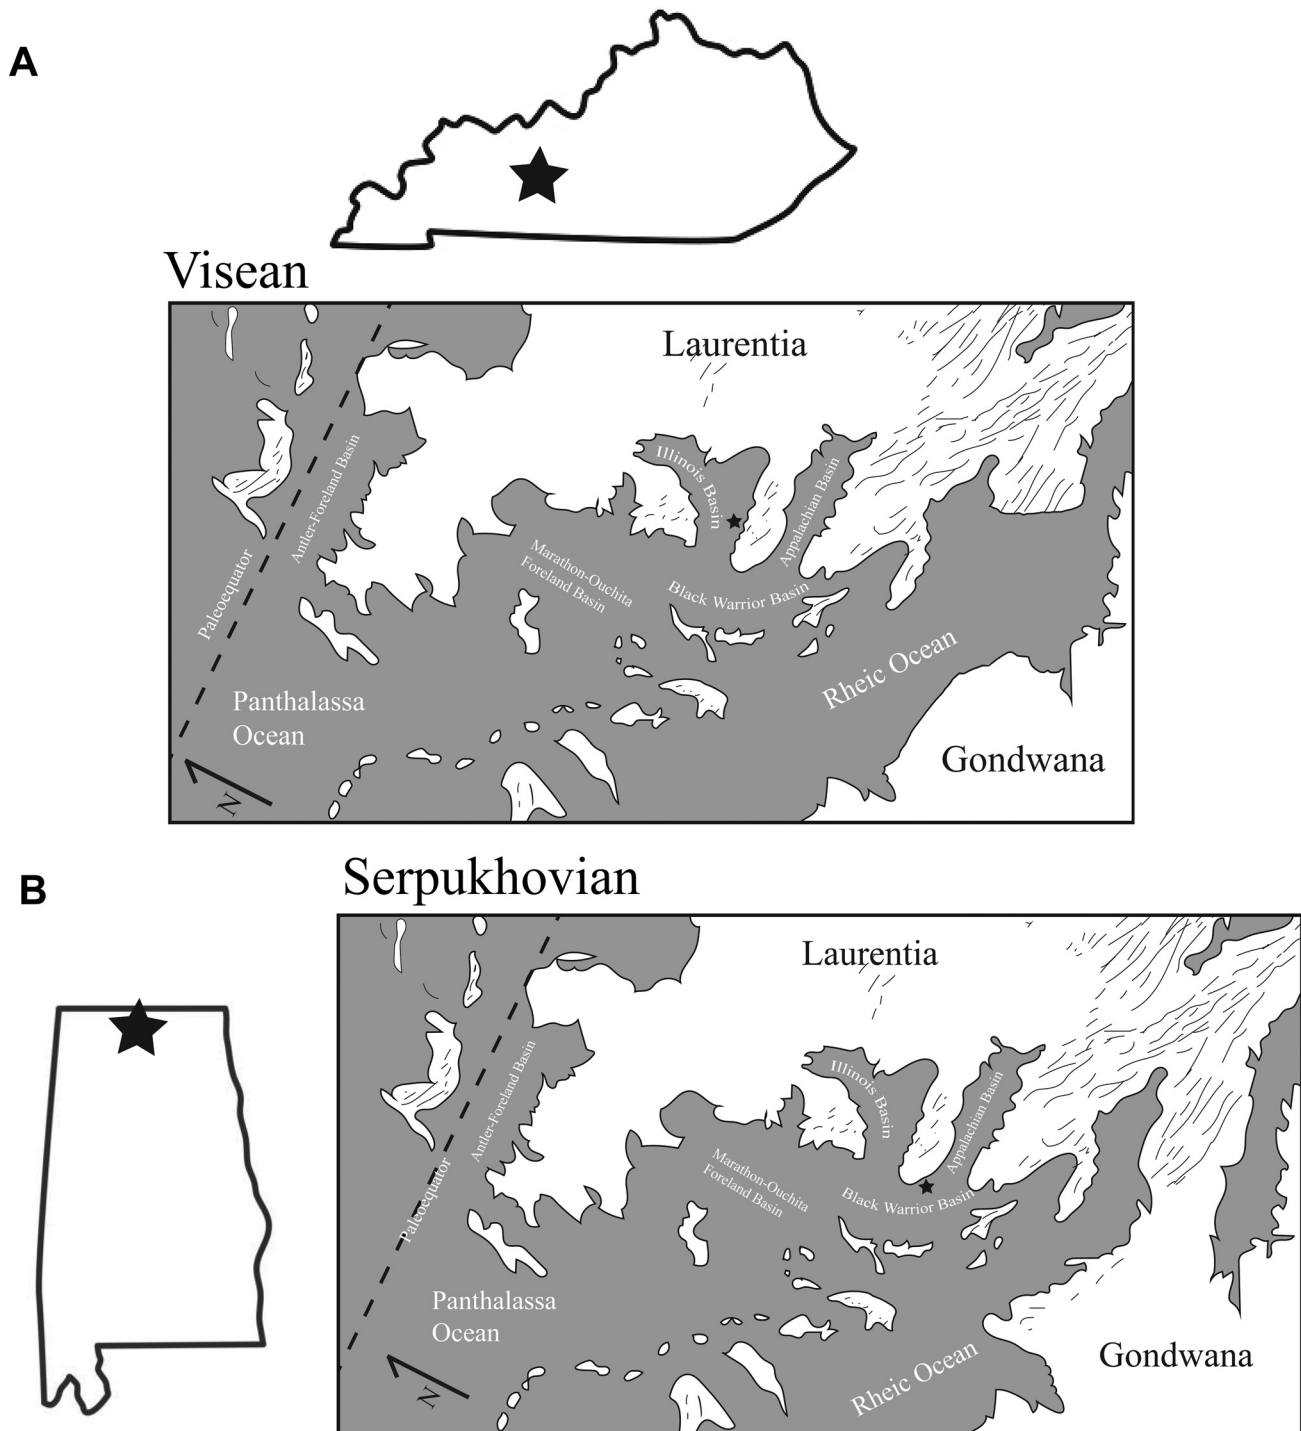 A
Visean
Laurentia
Illinois Basin
Appalachian Basin
Antler-Foreland Basin
Marathon-Ouchita
Foreland Basin
Black Warrior Basin
Paleoequator
Rheic Ocean
Panthalassa
Ocean
Gondwana
N
B
Serpukhovian
Laurentia
Illinois Basin
Appalachian Basin
Antler-Foreland Basin
Marathon-Ouchita
Foreland Basin
Black Warrior Basin
Paleoequator
Panthalassa
Ocean
Rheic Ocean
Gondwana
N